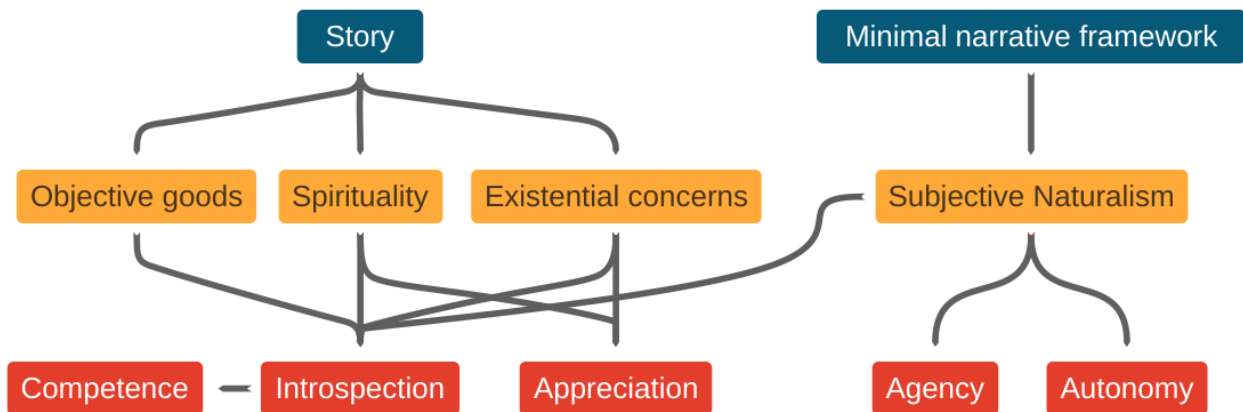 Story
Minimal narrative framework
Objective goods
Spirituality
Existential concerns
Subjective Naturalism
Competence
Introspection
Appreciation
Agency
Autonomy